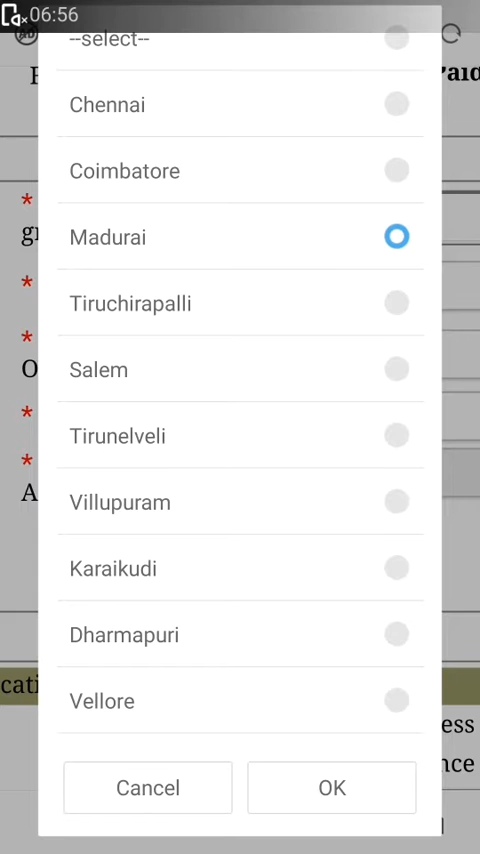 06:56
--select--
Chennai
Coimbatore
Madurai
Tiruchirapalli
Salem
Tirunelveli
Villupuram
Karaikudi
Dharmapuri
Vellore
Cancel
OK